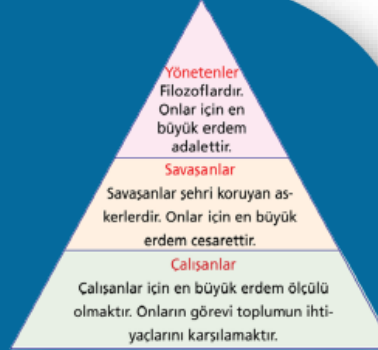 Yönetenler
Filozoflardır.
Onlar için en
büyük erdem
adalettir.
Savaşanlar
Savaşanlar şehri koruyan as-
kerlerdir. Onlar için en büyük
erdem cesarettir.
Çalışanlar
Çalışanlar için en büyük erdem ölçülü
olmaktır. Onların görevi toplumun ihti-
yaçlarını karşılamaktır.